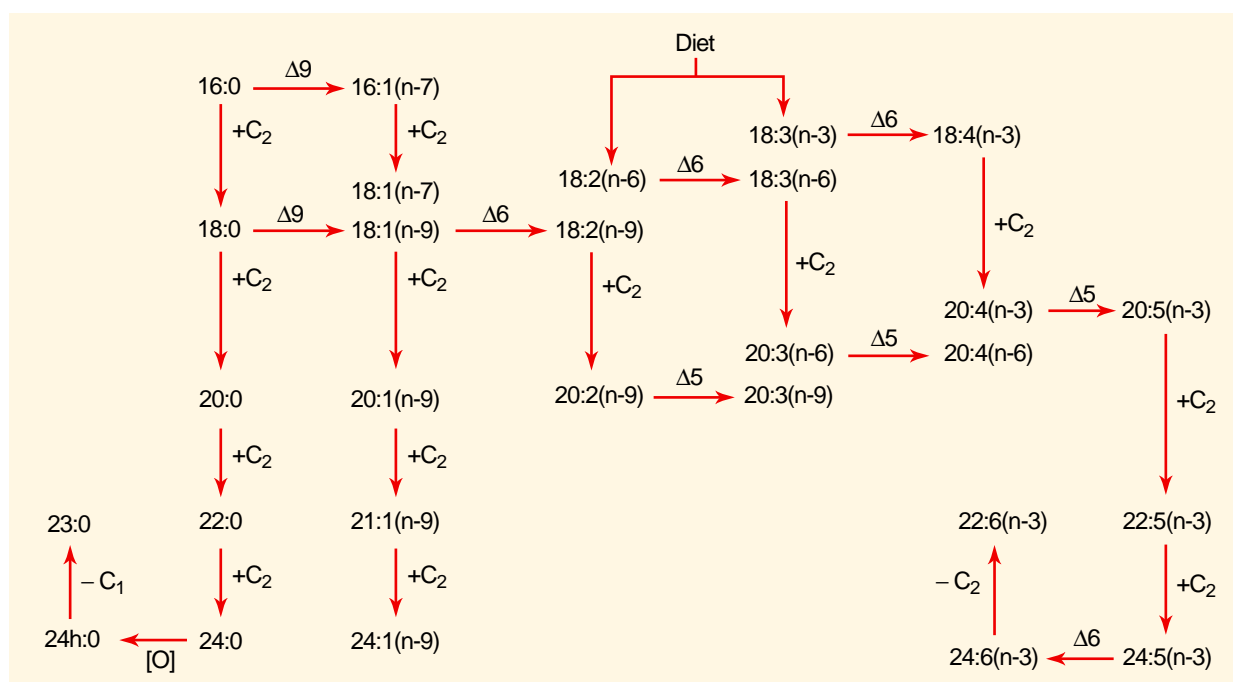 Diet
16:0 Δ9 16:1(n-7)
+C2 +C2
18:3(n-3) Δ6 18:4(n-3)
18:1(n-7)
18:2(n-6) Δ6 18:3(n-6)
18:0 Δ9 18:1(n-9) Δ6 18:2(n-9)
+C2
+C2 +C2 +C2 +C2
20:4(n-3) Δ5 20:5(n-3)
20:3(n-6) Δ5 20:4(n-6)
20:0 20:1(n-9) 20:2(n-9) Δ5 20:3(n-9)
+C2
+C2 +C2
23:0 22:0 21:1(n-9) 22:6(n-3) 22:5(n-3)
– C1 +C2 +C2 – C2 +C2
24h:0 [O] 24:0 24:1(n-9) 24:6(n-3) Δ6 24:5(n-3)